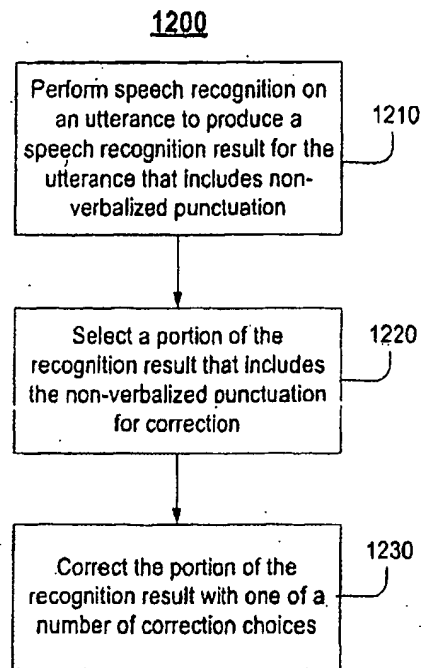 1200
Perform speech recognition on
an utterance to produce a
speech recognition result for the
utterance that includes non-
verbalized punctuation
1210
Select a portion of the
recognition result that includes
the non-verbalized punctuation
for correction
1220
Correct the portion of the
recognition result with one of a
number of correction choices
1230